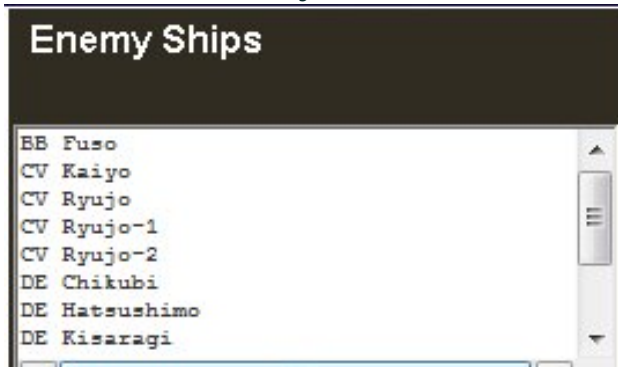 Enemy Ships
BB Fuso
CV Kaiyo
CV Ryujo
CV Ryujo-1
CV Ryujo-2
DE Chikubi
DE Hatsushimo
DE Kisaragi